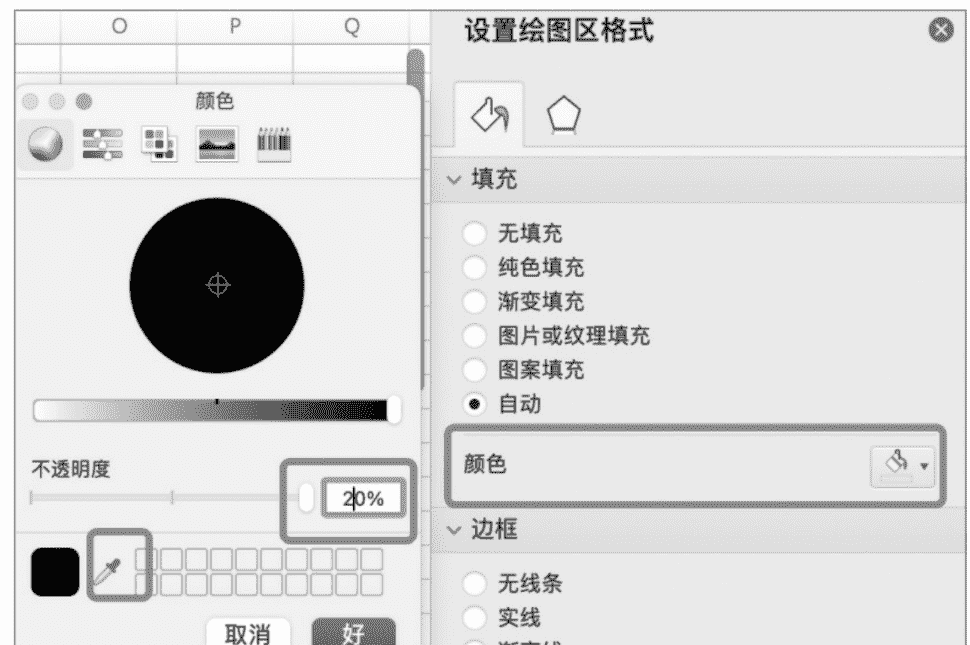 O P Q
颜色
不透明度
20%
取消
好
设置绘图区格式
填充
无填充
纯色填充
渐变填充
图片或纹理填充
图案填充
自动
颜色
边框
无线条
实线